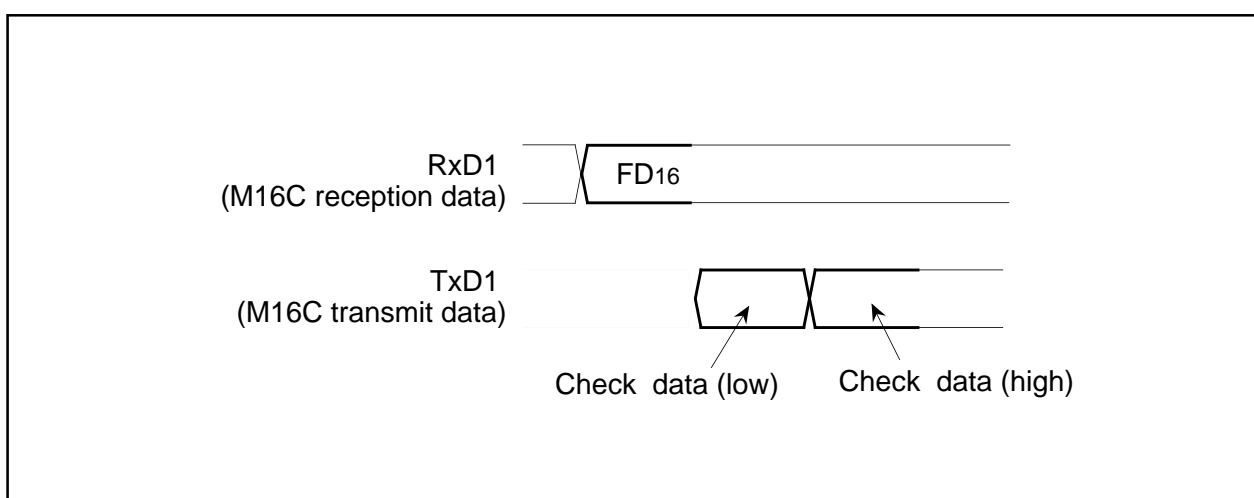 RxD1
(M16C reception data)
FD16
TxD1
(M16C transmit data)
Check data (low)
Check data (high)